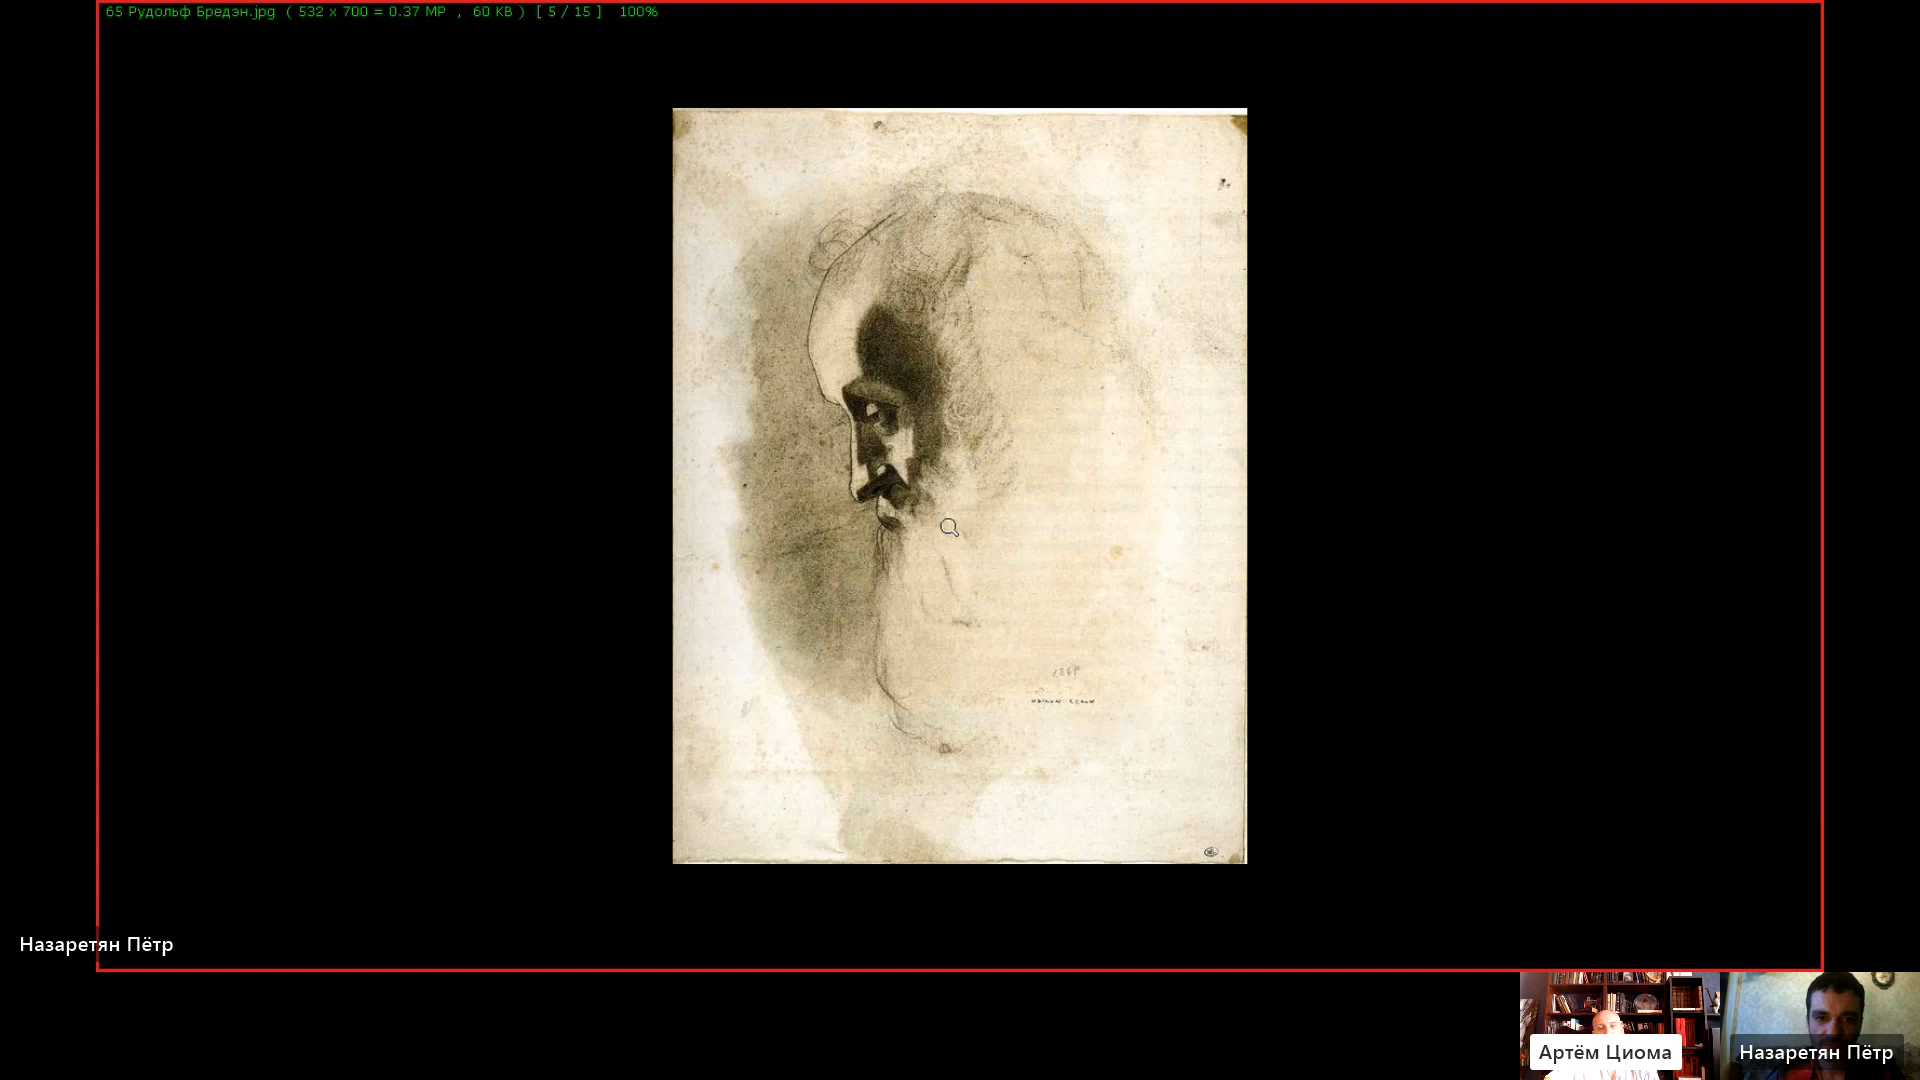 65 Рудольф Бредэн.jpg ( 532 x 700 = 0.37 MP , 60 KB ) [ 5 / 15 ] 100%
Назаретян Пётр
Артём Циома
Назаретян Пётр